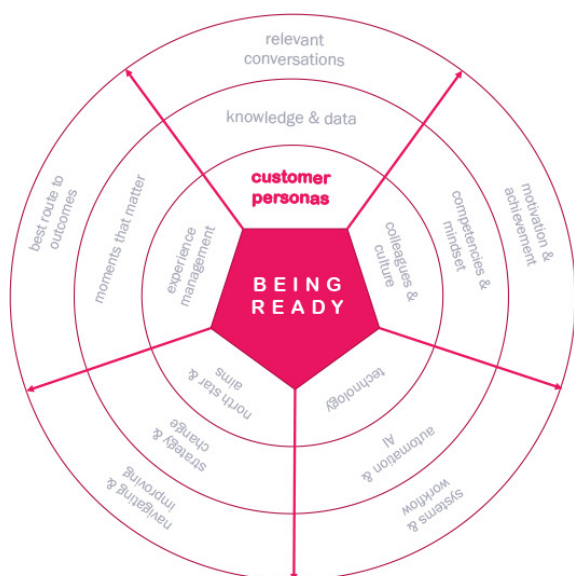 relevant
conversations
knowledge & data
customer
personas
BEING
READY
colleagues &
culture
competencies &
mindset
motivation &
achievement
technology
automation &
AI
systems &
workflow
north star &
aims
strategy &
change
navigating &
improving
experience
management
moments that matter
best route to
outcomes